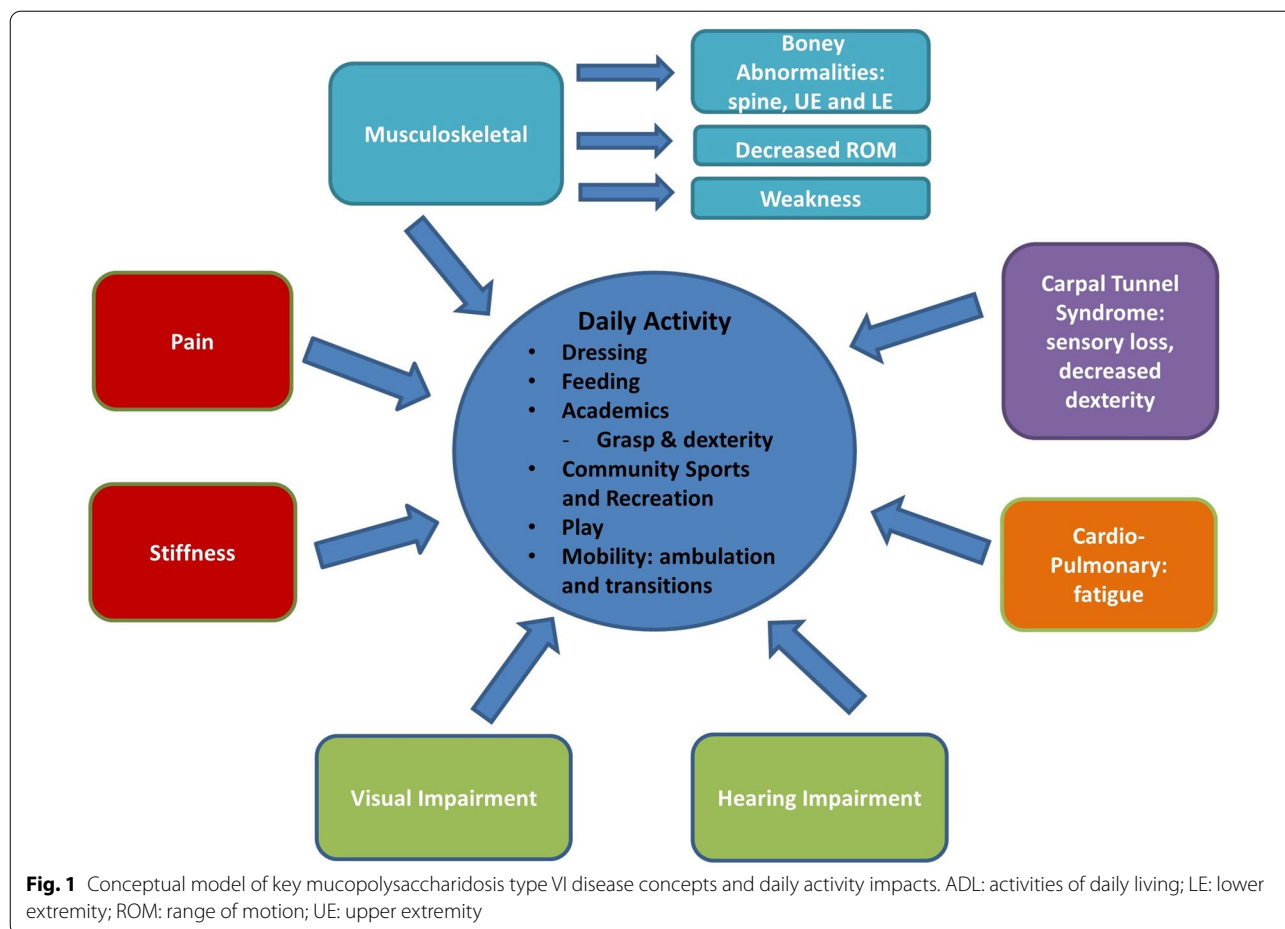 Boney
Abnormalities:
spine, UE and LE
Musculoskeletal
Decreased ROM
Weakness
Pain
Stiffness
Daily Activity
• Dressing
• Feeding
• Academics
- Grasp & dexterity
• Community Sports
and Recreation
• Play
• Mobility: ambulation
and transitions
Carpal Tunnel
Syndrome:
sensory loss,
decreased
dexterity
Cardio-
Pulmonary:
fatigue
Visual Impairment
Hearing Impairment
Fig. 1 Conceptual model of key mucopolysaccharidosis type VI disease concepts and daily activity impacts. ADL: activities of daily living; LE: lower
extremity; ROM: range of motion; UE: upper extremity